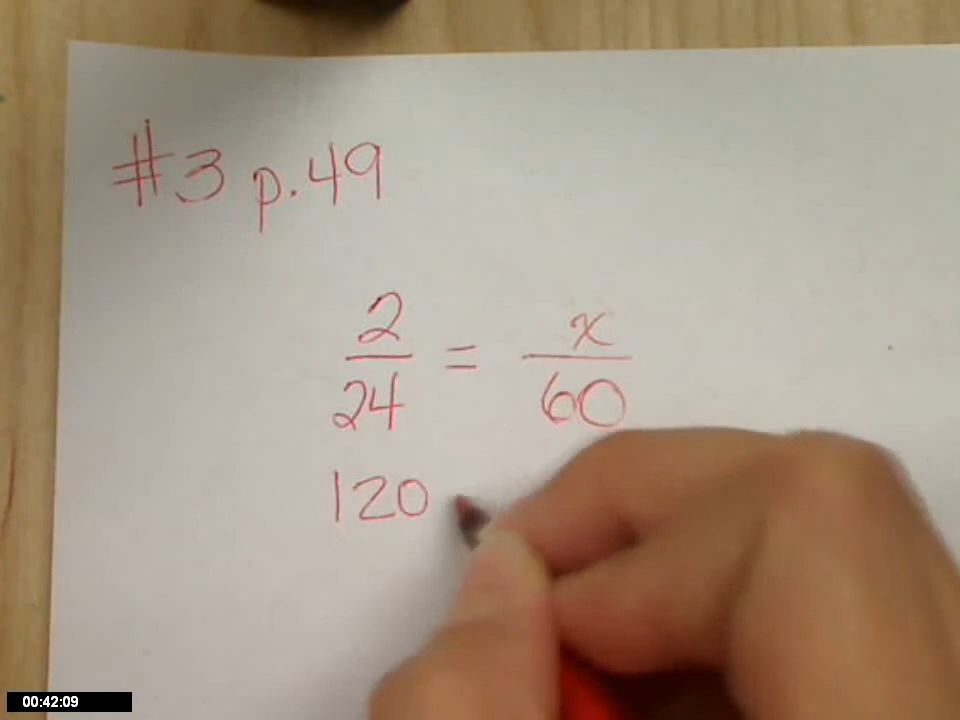 #3 p.49
2/24 = x/60
120
00:42:09